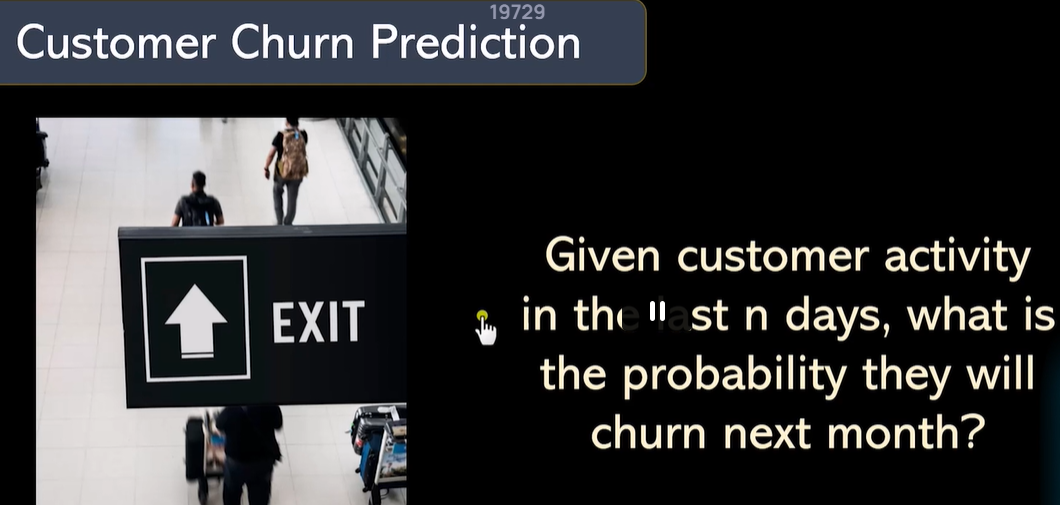 19729
Customer Churn Prediction
EXIT
Given customer activity
in the last n days, what is
the probability they will
churn next month?